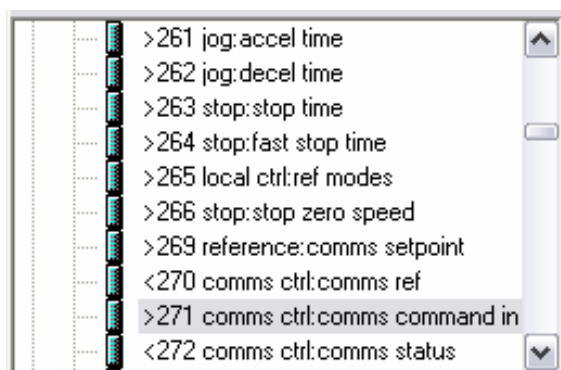 >261 jog:accel time
>262 jog:decel time
>263 stop:stop time
>264 stop:fast stop time
>265 local ctrl:ref modes
>266 stop:stop zero speed
>269 reference:comms setpoint
<270 comms ctrl:comms ref
>271 comms ctrl:comms command in
<272 comms ctrl:comms status